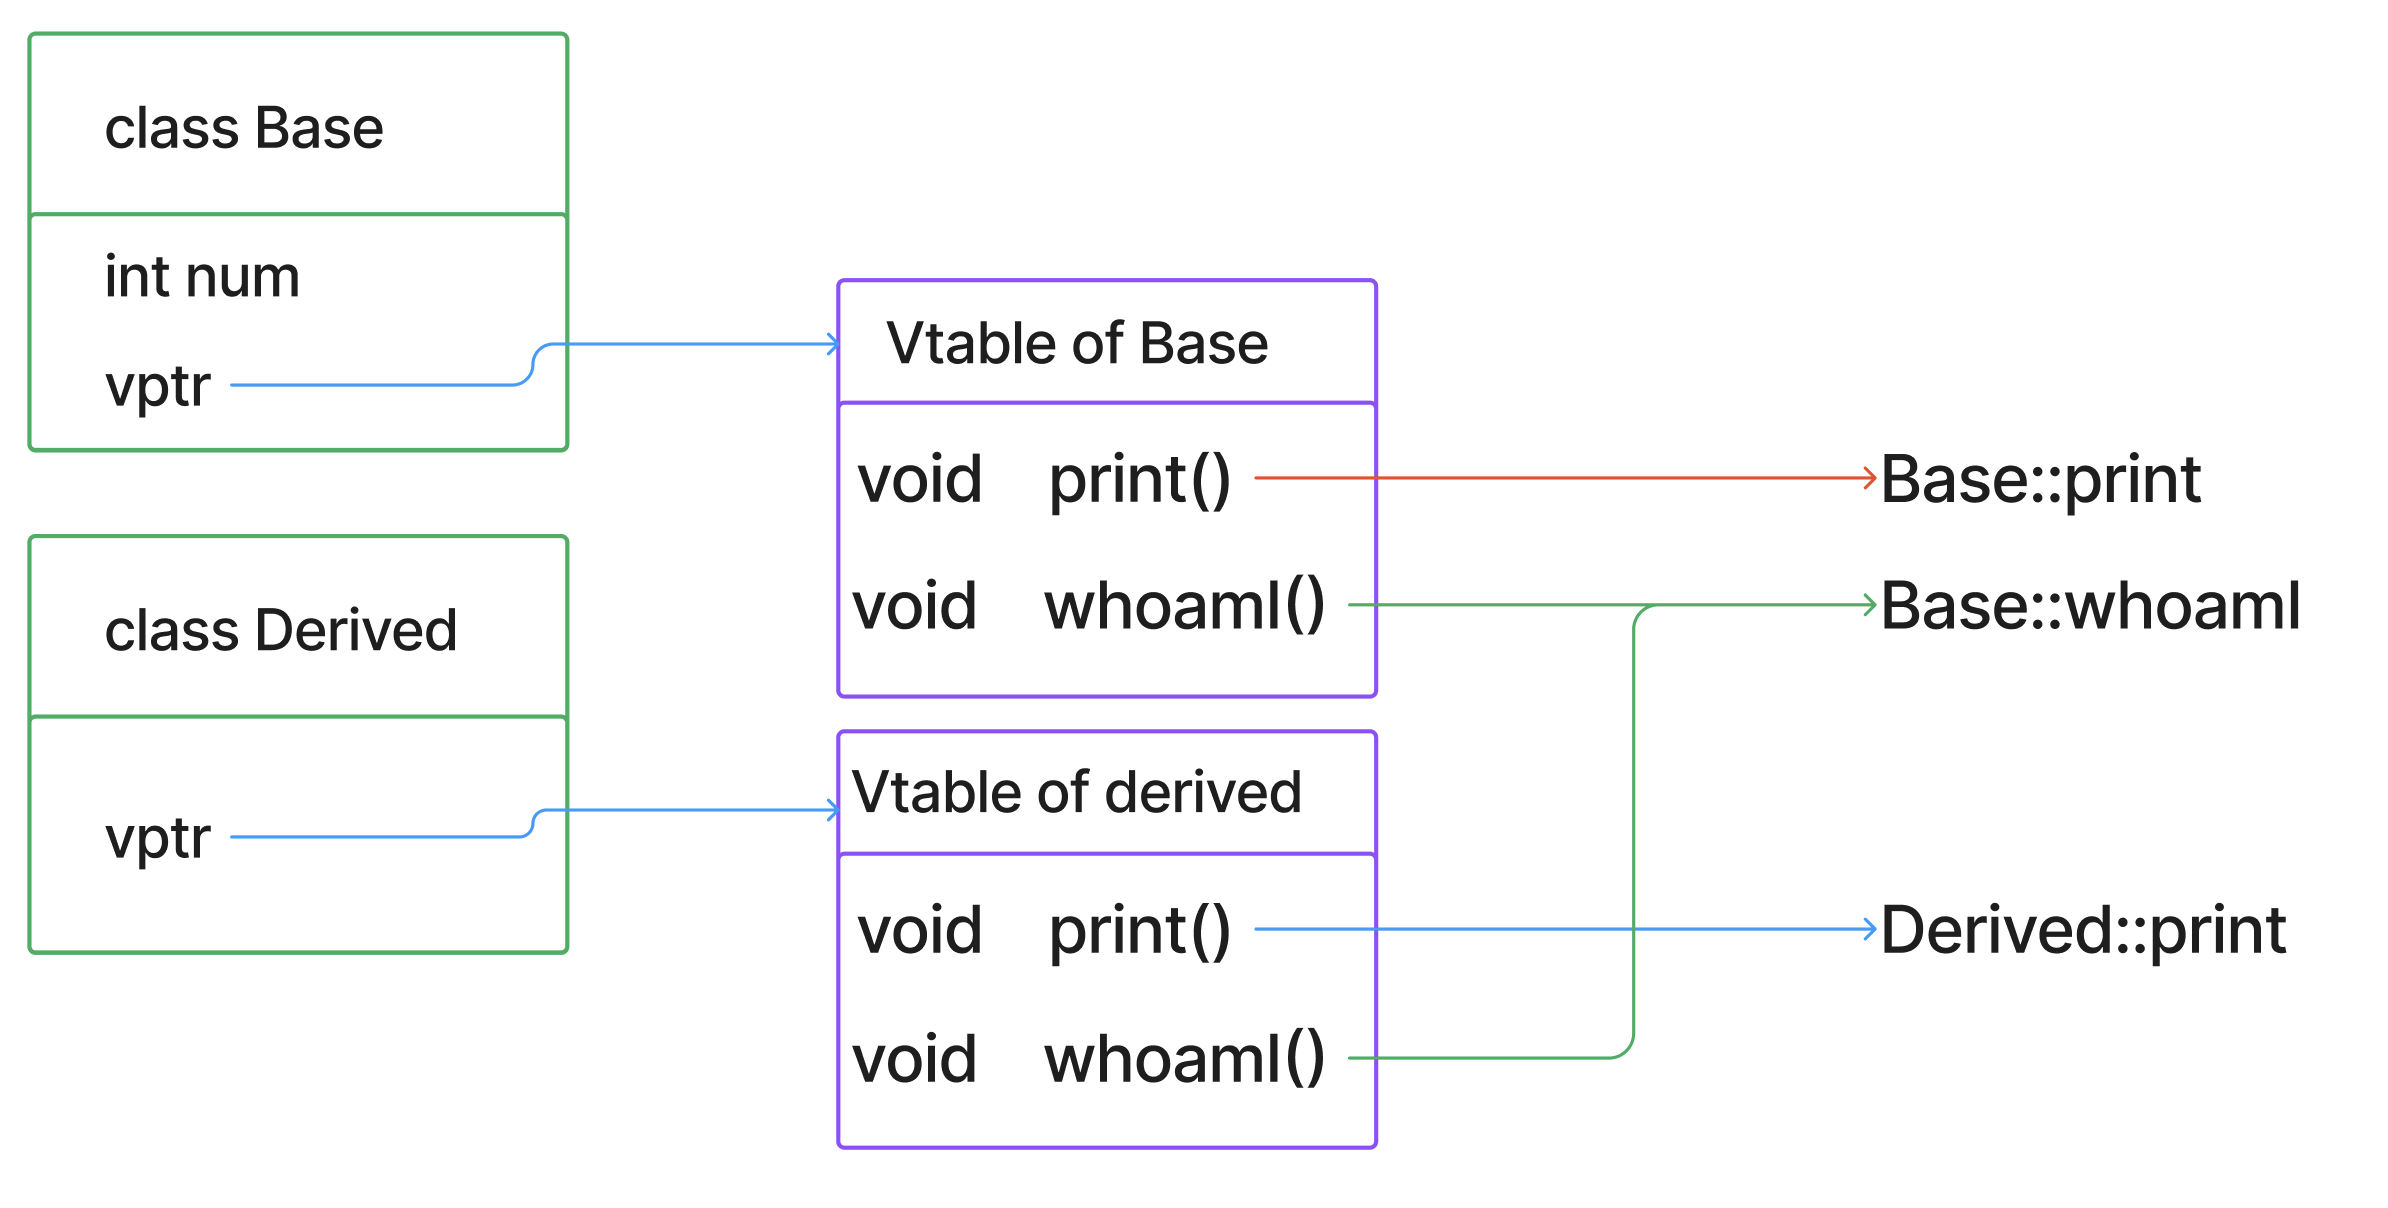 class Base
int num
vptr
Vtable of Base
void print()
Base::print
void whoamI()
Base::whoamI
class Derived
vptr
Vtable of derived
void print()
Derived::print
void whoamI()